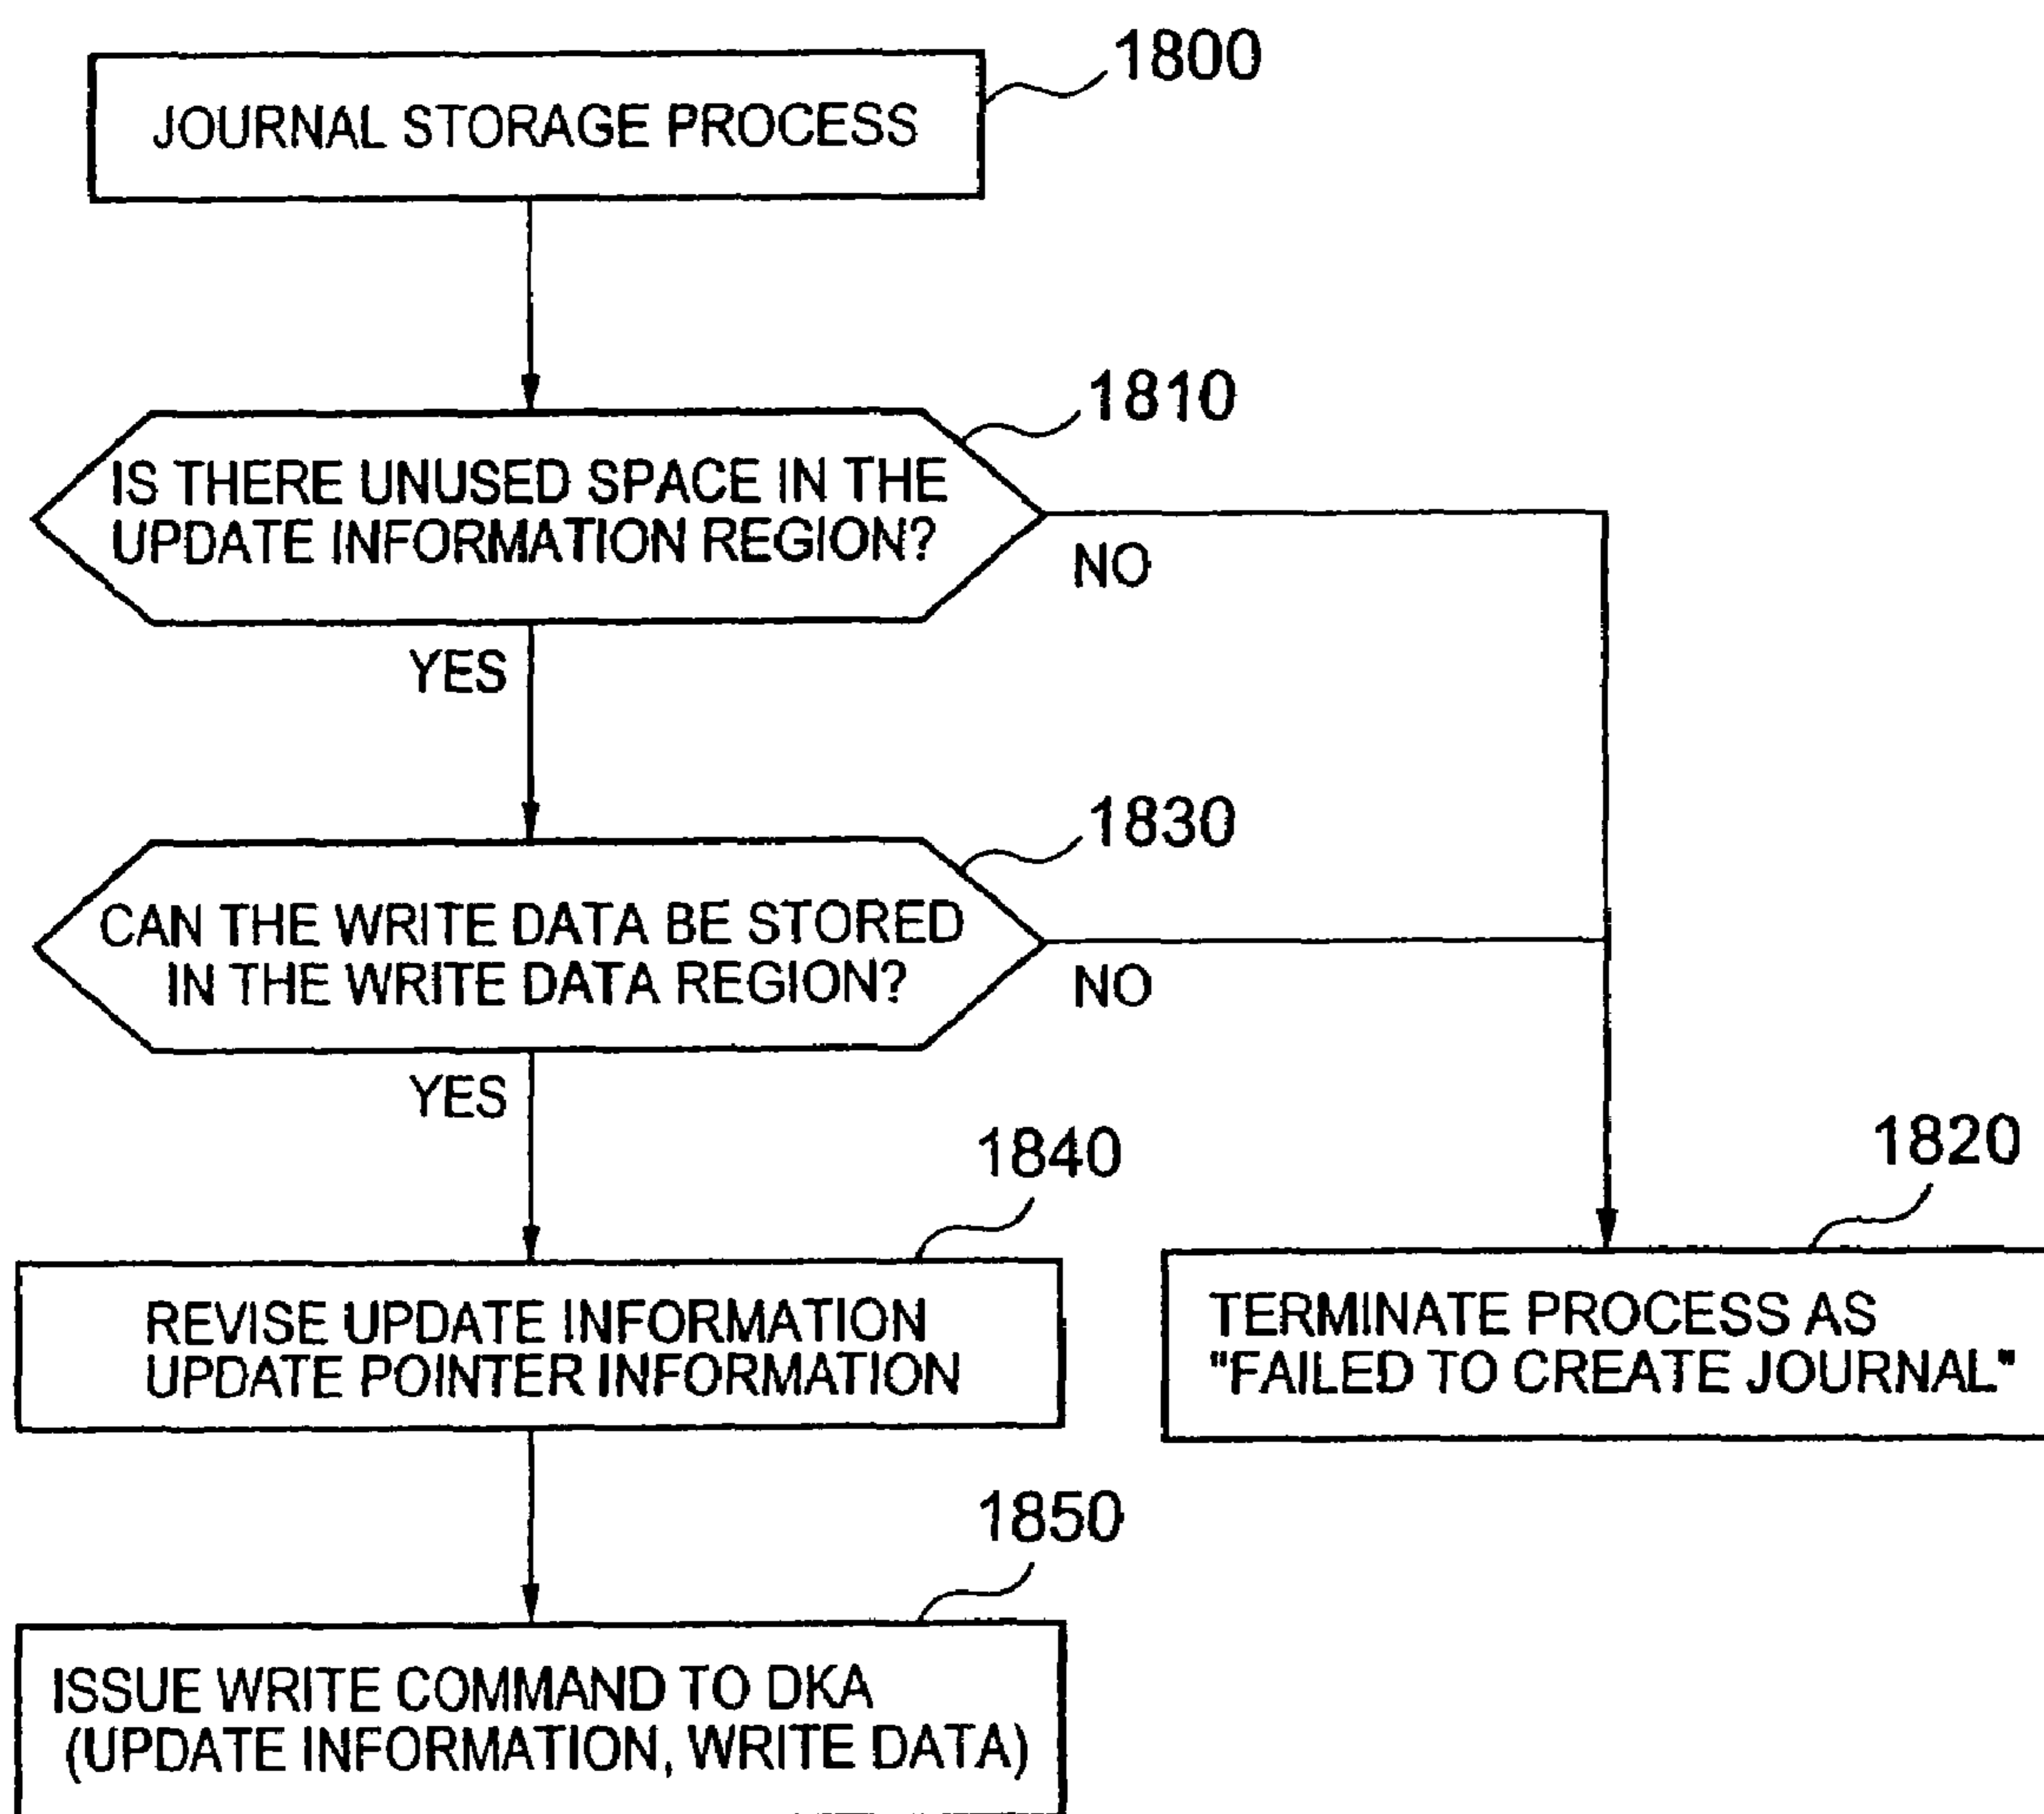 1800
JOURNAL STORAGE PROCESS
1810
IS THERE UNUSED SPACE IN THE
UPDATE INFORMATION REGION?
NO
YES
1830
CAN THE WRITE DATA BE STORED
IN THE WRITE DATA REGION?
NO
YES
1840
1820
REVISE UPDATE INFORMATION
UPDATE POINTER INFORMATION
TERMINATE PROCESS AS
"FAILED TO CREATE JOURNAL"
1850
ISSUE WRITE COMMAND TO DKA
(UPDATE INFORMATION, WRITE DATA)